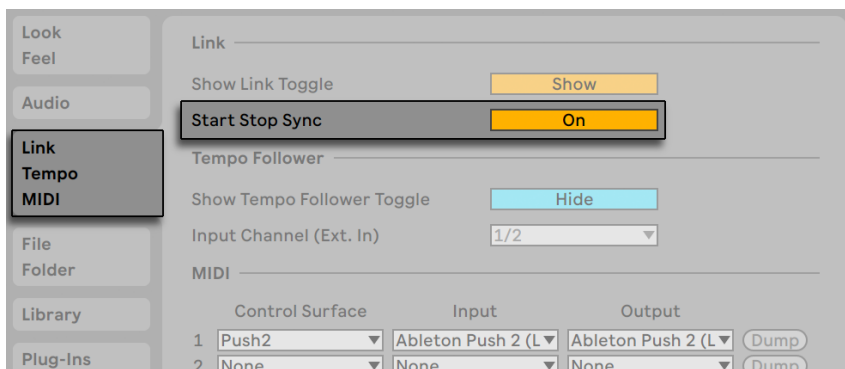 Look
Feel
Audio
Link
Tempo
MIDI
File
Folder
Library
Plug-Ins
Link
Show Link Toggle Show
Start Stop Sync On
Tempo Follower
Show Tempo Follower Toggle Hide
Input Channel (Ext. In) 1/2
MIDI
Control Surface Input Output
1 Push2 Ableton Push 2 (L Ableton Push 2 (L Dump
2 None None None Dump